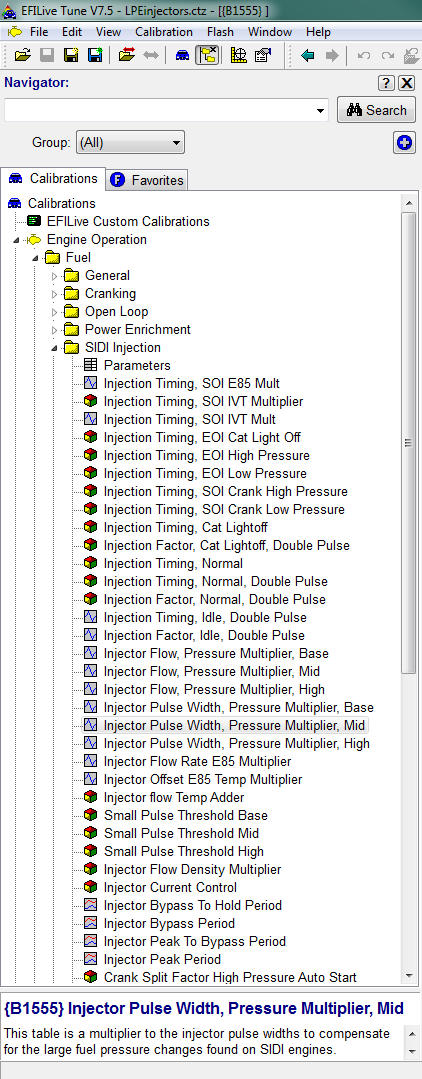 EFILive Tune V7.5 - LPEinjectors.ctz - [{B1555} ]
File Edit View Calibration Flash Window Properties Help
Navigator:
Search
Group: (All)
Calibrations Favorites
Calibrations
EFILive Custom Calibrations
Engine Operation
Fuel
General
Cranking
Open Loop
Power Enrichment
SIDI Injection
Parameters
Injection Timing, SOI E85 Mult
Injection Timing, SOI IVT Multiplier
Injection Timing, SOI IVT Mult
Injection Timing, EOI Cat Light Off
Injection Timing, EOI High Pressure
Injection Timing, EOI Low Pressure
Injection Timing, SOI Crank High Pressure
Injection Timing, SOI Crank Low Pressure
Injection Timing, Cat Lightoff
Injection Factor, Cat Lightoff, Double Pulse
Injection Timing, Normal
Injection Timing, Normal, Double Pulse
Injection Factor, Normal, Double Pulse
Injection Timing, Idle, Double Pulse
Injection Factor, Idle, Double Pulse
Injector Flow, Pressure Multiplier, Base
Injector Flow, Pressure Multiplier, Mid
Injector Flow, Pressure Multiplier, High
Injector Pulse Width, Pressure Multiplier, Base
Injector Pulse Width, Pressure Multiplier, Mid
Injector Pulse Width, Pressure Multiplier, High
Injector Flow Rate E85 Multiplier
Injector Offset E85 Temp Multiplier
Injector flow Temp Adder
Small Pulse Threshold Base
Small Pulse Threshold Mid
Small Pulse Threshold High
Injector Flow Density Multiplier
Injector Current Control
Injector Bypass To Hold Period
Injector Bypass Period
Injector Peak To Bypass Period
Injector Peak Period
Crank Split Factor High Pressure Auto Start
{B1555} Injector Pulse Width, Pressure Multiplier, Mid
This table is a multiplier to the injector pulse widths to compensate
for the large fuel pressure changes found on SIDI engines.